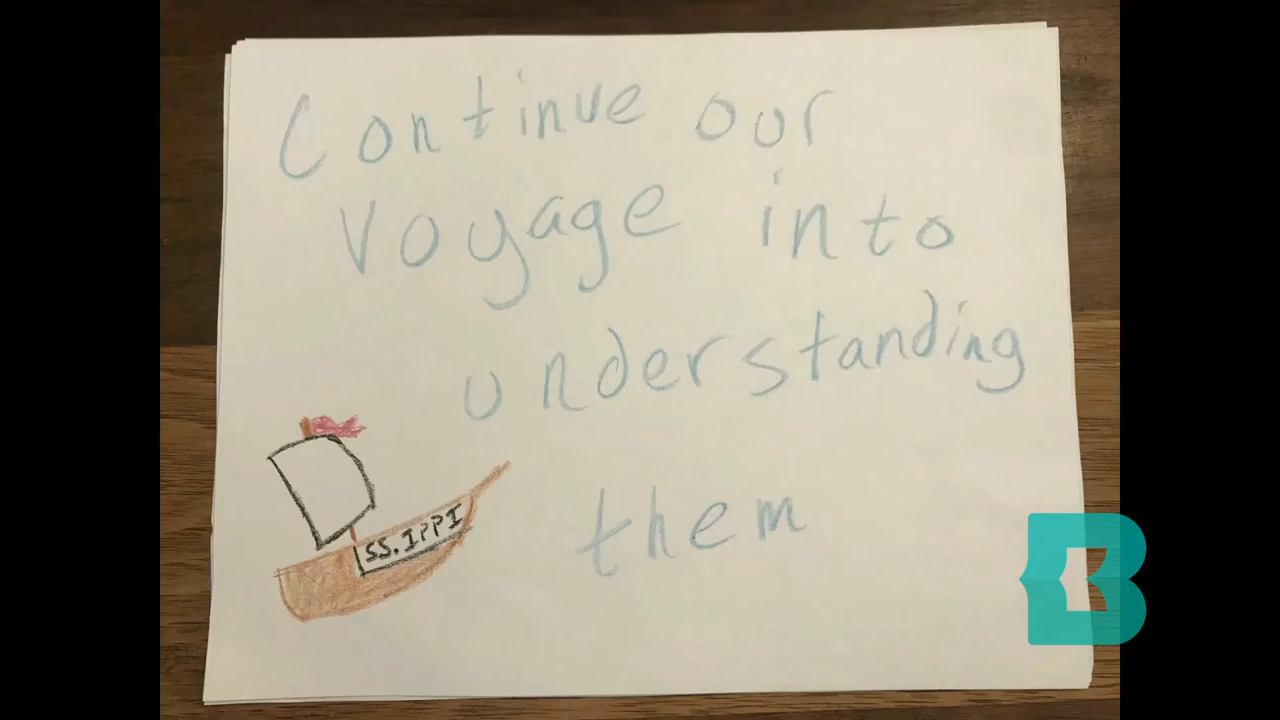 Continue our
voyage into
understanding
them
SS.IPPI
B